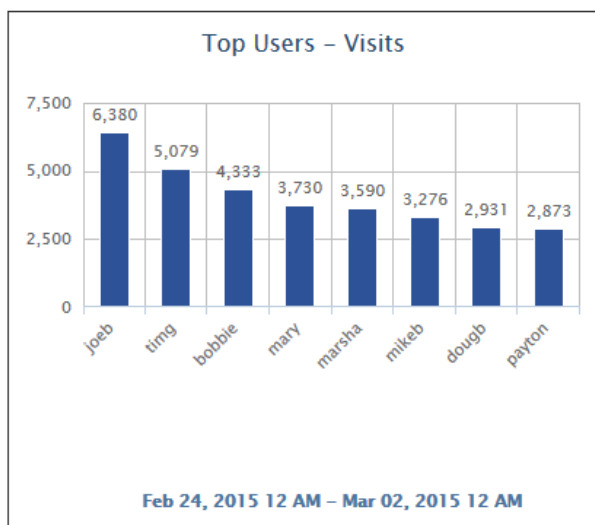 Top Users – Visits
7,500
5,000
2,500
0
6,380
5,079
4,333
3,730
3,590
3,276
2,931
2,873
joeb
timg
bobbie
mary
marsha
mikeb
dougb
payton
Feb 24, 2015 12 AM – Mar 02, 2015 12 AM